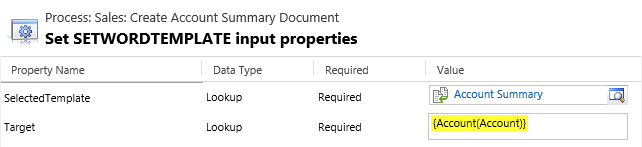 Process: Sales: Create Account Summary Document
Set SETWORDTEMPLATE input properties
Property Name Data Type Required Value
SelectedTemplate Lookup Required Account Summary
Target Lookup Required {Account(Account)}